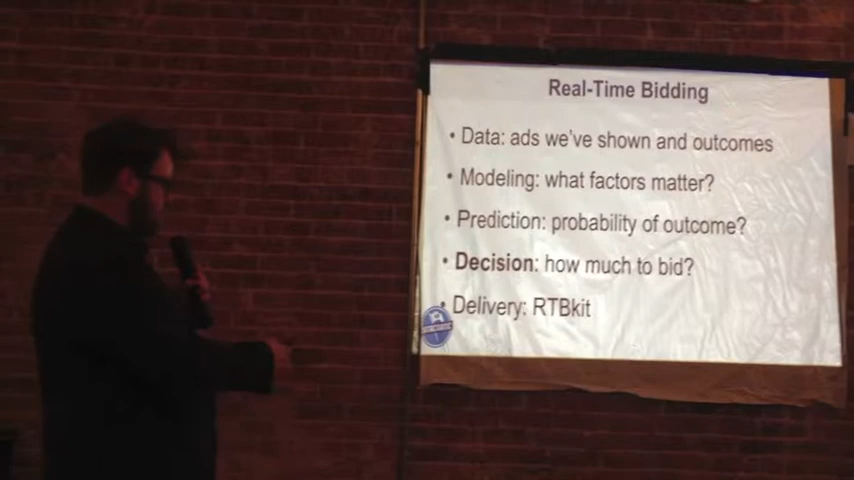 Real-Time Bidding
• Data: ads we've shown and outcomes
• Modeling: what factors matter?
• Prediction: probability of outcome?
• Decision: how much to bid?
• Delivery: RTBkit